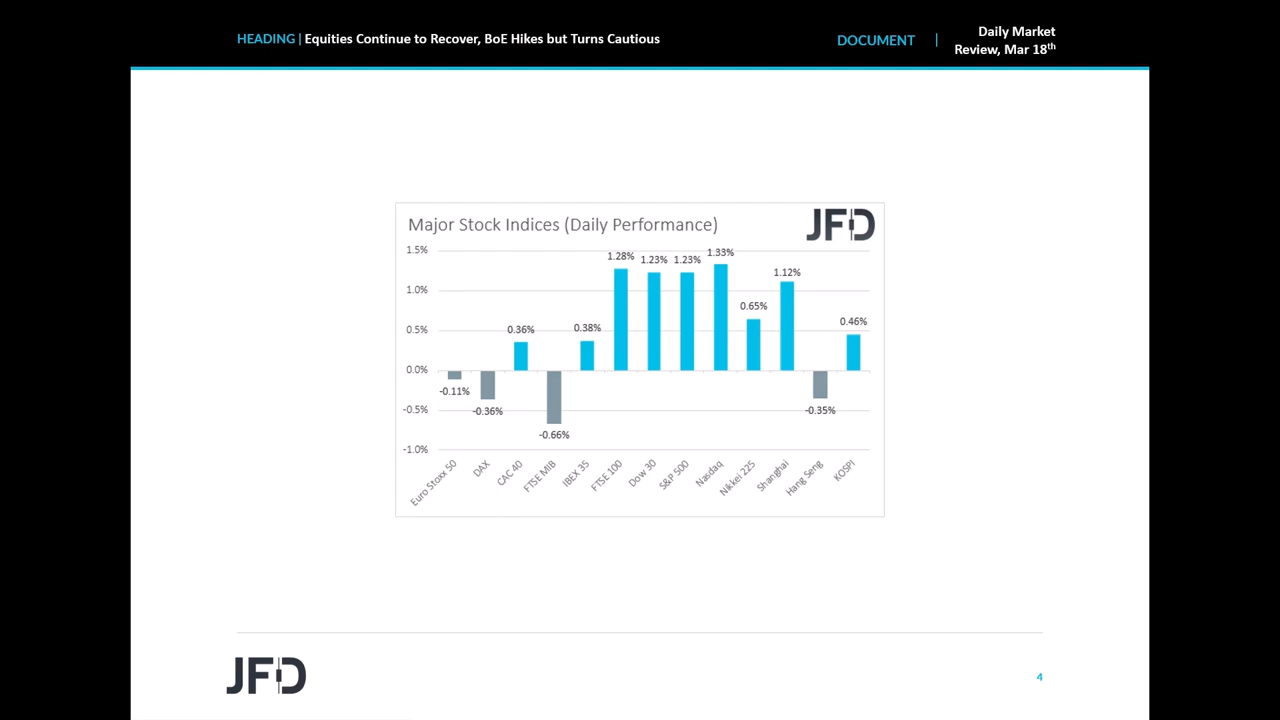 HEADING | Equities Continue to Recover, BoE Hikes but Turns Cautious
DOCUMENT |
Daily Market
Review, Mar 18th
Major Stock Indices (Daily Performance)
JFD
1.5%
1.0%
0.5%
0.0%
-0.5%
-1.0%
-0.11%
-0.36%
0.36%
-0.66%
0.38%
1.28%
1.23%
1.23%
1.33%
0.65%
1.12%
-0.35%
0.46%
Euro Stoxx 50
DAX
CAC 40
FTSE MIB
IBEX 35
FTSE 100
Dow 30
S&P 500
Nasdaq
Nikkei 225
Shanghai
Hang Seng
KOSPI
JFD
4